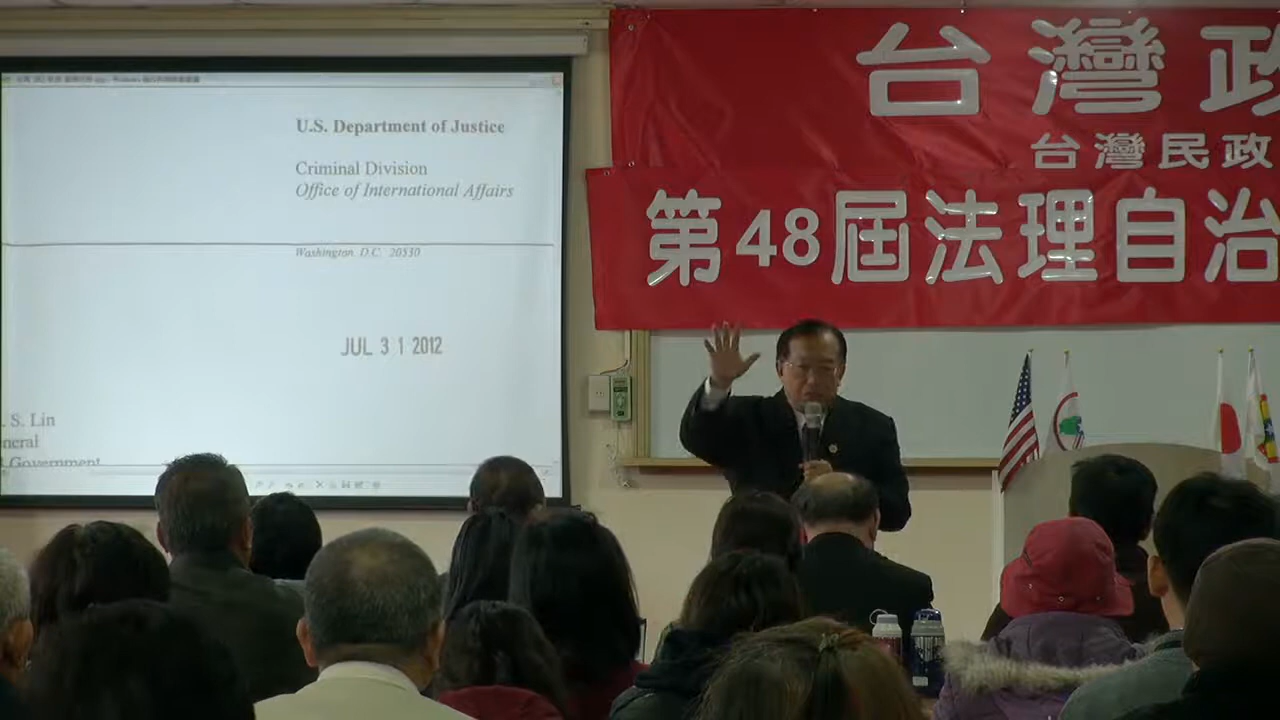 U.S. Department of Justice
Criminal Division
Office of International Affairs
Washington, D.C. 20530
JUL 3 1 2012
. S. Lin
neral
l Government
台灣政
台灣民政
第48屆法理自治